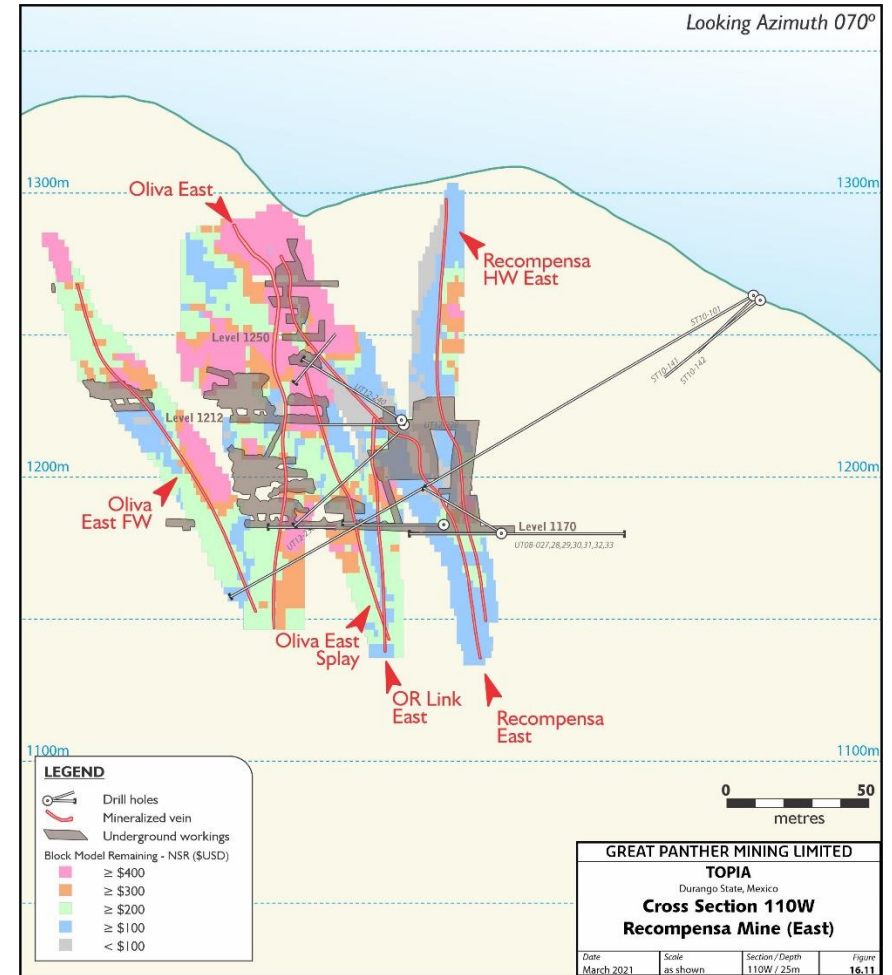 Looking Azimuth 070º
1300m
1300m
Oliva East
Recompensa
HW East
ST10-101
ST10-141
ST10-142
Level 1250
UT12-240
Level 1212
1200m
1200m
Oliva
East FW
Level 1170
UT08-027,28,29,30,31,32,33
Oliva East
Splay
OR Link
East
Recompensa
East
1100m
1100m
LEGEND
Drill holes
Mineralized vein
Underground workings
Block Model Remaining - NSR ($USD)
≥ $400
≥ $300
≥ $200
≥ $100
< $100
0 50
metres
GREAT PANTHER MINING LIMITED
TOPIA
Durango State, Mexico
Cross Section 110W
Recompensa Mine (East)
Date Scale Section/Depth Figure
March 2021 as shown 110W / 25m 16.11